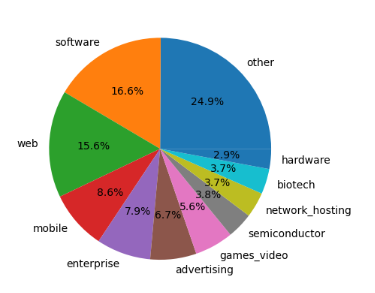 software
other
16.6%
24.9%
web
15.6%
2.9%
hardware
3.7%
biotech
8.6%
3.7%
7.9%
3.8%
network_hosting
6.7%
5.6%
mobile
semiconductor
enterprise
games_video
advertising